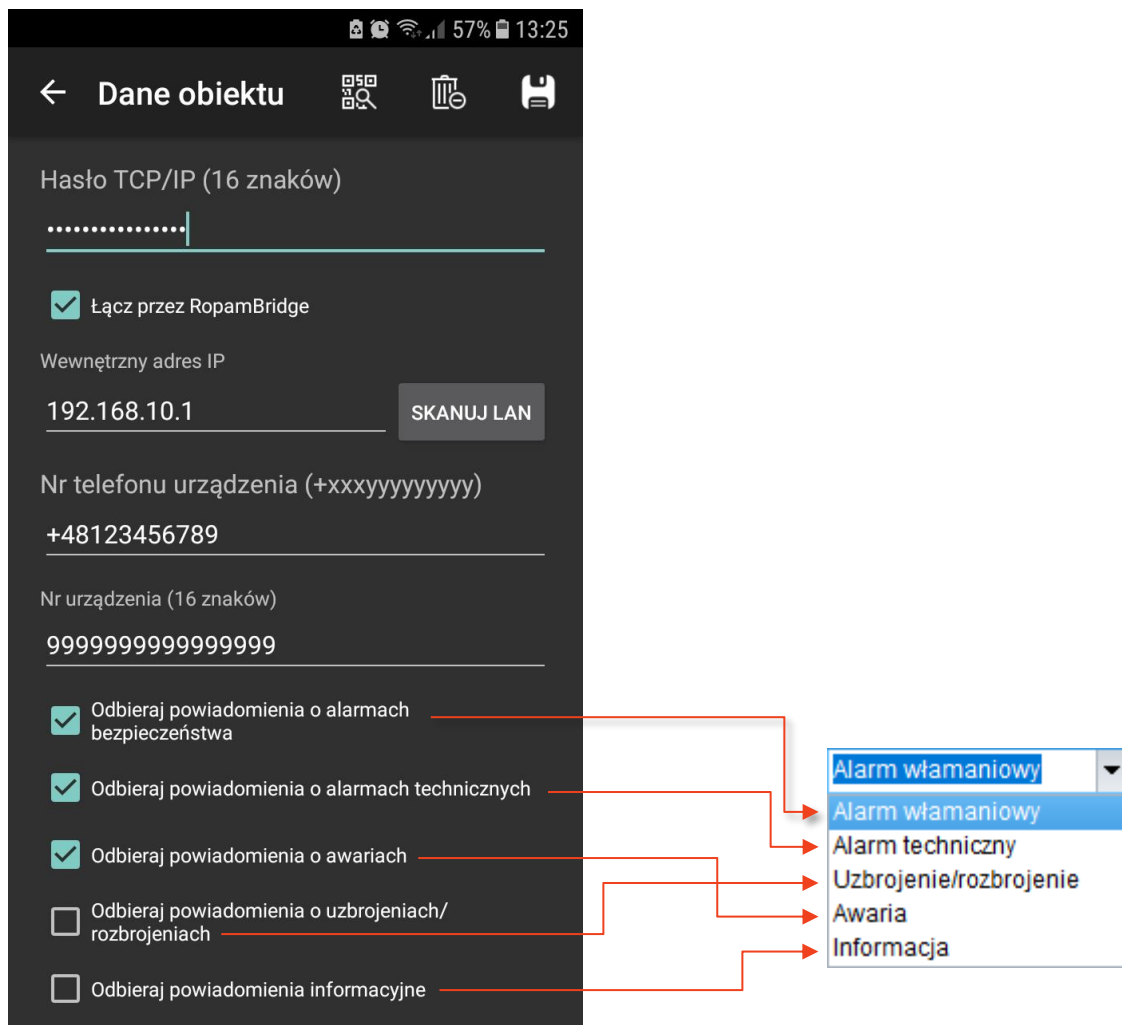 57% 13:25
Dane obiektu
Hasło TCP/IP (16 znaków)
••••••••••••••••
Łącz przez RopamBridge
Wewnętrzny adres IP
192.168.10.1
SKANUJ LAN
Nr telefonu urządzenia (+xxxyyyyyyyyy)
+48123456789
Nr urządzenia (16 znaków)
9999999999999999
Odbieraj powiadomienia o alarmach
bezpieczeństwa
Odbieraj powiadomienia o alarmach technicznych
Odbieraj powiadomienia o awariach
Odbieraj powiadomienia o uzbrojeniach/
rozbrojeniach
Odbieraj powiadomienia informacyjne
Alarm włamaniowy
Alarm włamaniowy
Alarm techniczny
Uzbrojenie/rozbrojenie
Awaria
Informacja